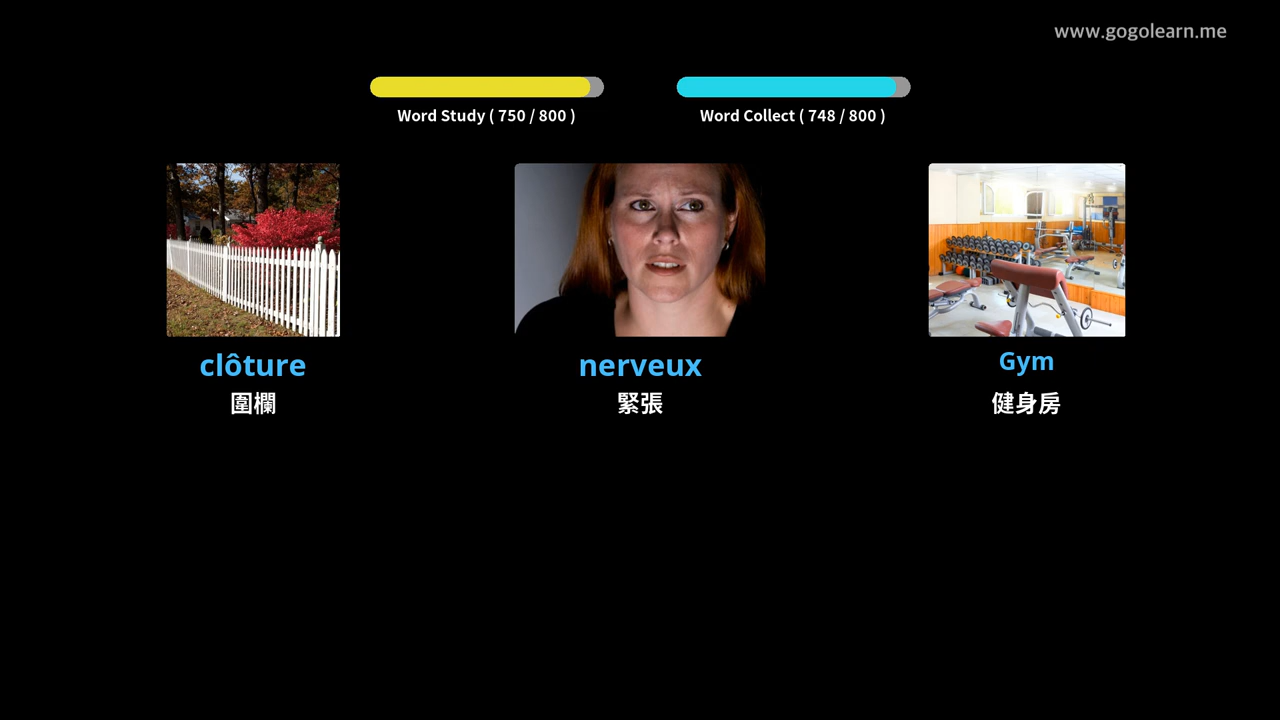 www.gogolearn.me
Word Study ( 750 / 800 )
Word Collect ( 748 / 800 )
clôture
nerveux
Gym
圍欄
緊張
健身房